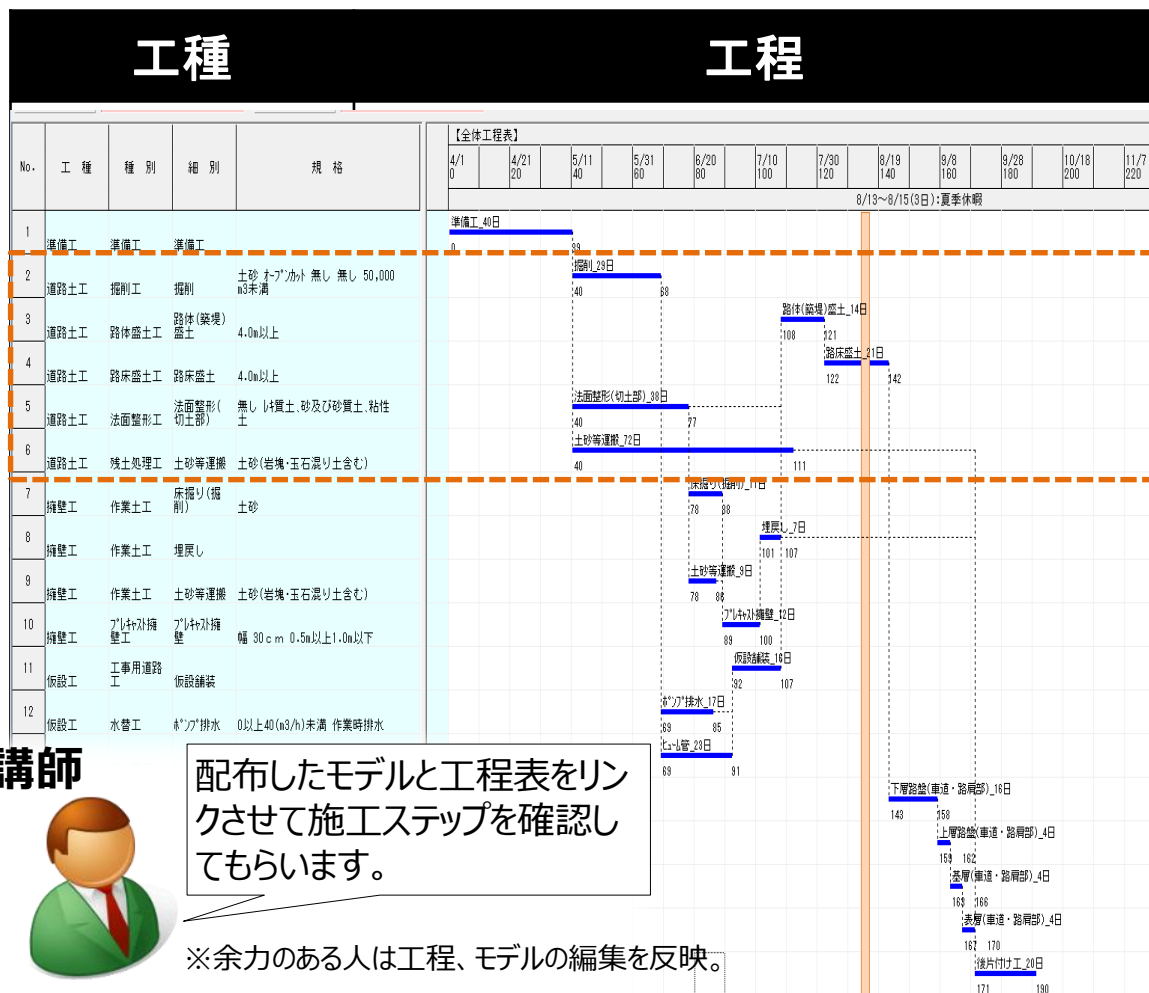 工種 工程
【全体工程表】
No. 工 種 種 別 細 別 規 格
4/1 4/21 5/11 5/31 6/20 7/10 7/30 8/19 9/8 9/28 10/18 11/7
0 20 40 60 80 100 120 140 160 180 200 220
8/13～8/15(3日):夏季休暇
1 準備工 準備工 準備工
準備工_40日
0 39
2 道路土工 掘削工 掘削 土砂 ｵｰﾌﾟﾝｶｯﾄ 無し 無し 50,000
m3未満
掘削_29日
40 68
3 道路土工 路体盛土工 路体(築堤)
盛土 4.0m以上
路体(築堤)盛土_14日
108 121
4 道路土工 路床盛土工 路床盛土 4.0m以上
路床盛土_21日
122 142
5 道路土工 法面整形工 法面整形(
切土部) 無し ﾚｷ質土､砂及び砂質土､粘性
土
法面整形(切土部)_38日
40 77
6 道路土工 残土処理工 土砂等運搬 土砂(岩塊･玉石混り土含む)
土砂等運搬_72日
40 111
7 擁壁工 作業土工 床掘り(掘
削) 土砂
床掘り(掘削)_11日
78 88
8 擁壁工 作業土工 埋戻し
埋戻し_7日
101 107
9 擁壁工 作業土工 土砂等運搬 土砂(岩塊･玉石混り土含む)
土砂等運搬_9日
78 86
10 擁壁工 ﾌﾟﾚｷｬｽﾄ擁
壁工 ﾌﾟﾚｷｬｽﾄ擁
壁 幅 30ｃｍ 0.5m以上1.0m以下
ﾌﾟﾚｷｬｽﾄ擁壁_12日
89 100
11 仮設工 工事用道路
工 仮設舗装
仮設舗装_16日
92 107
12 仮設工 水替工 ﾎﾟﾝﾌﾟ排水 0以上40(m3/h)未満 作業時排水
ﾎﾟﾝﾌﾟ排水_17日
69 85
ﾋｭｰﾑ管_23日
69 91
下層路盤(車道・路肩部)_16日
143 158
上層路盤(車道・路肩部)_4日
159 162
基層(車道・路肩部)_4日
163 166
表層(車道・路肩部)_4日
167 170
後片付け工_20日
171 190
講師
配布したモデルと工程表をリン
クさせて施工ステップを確認し
てもらいます。
※余力のある人は工程、モデルの編集を反映。